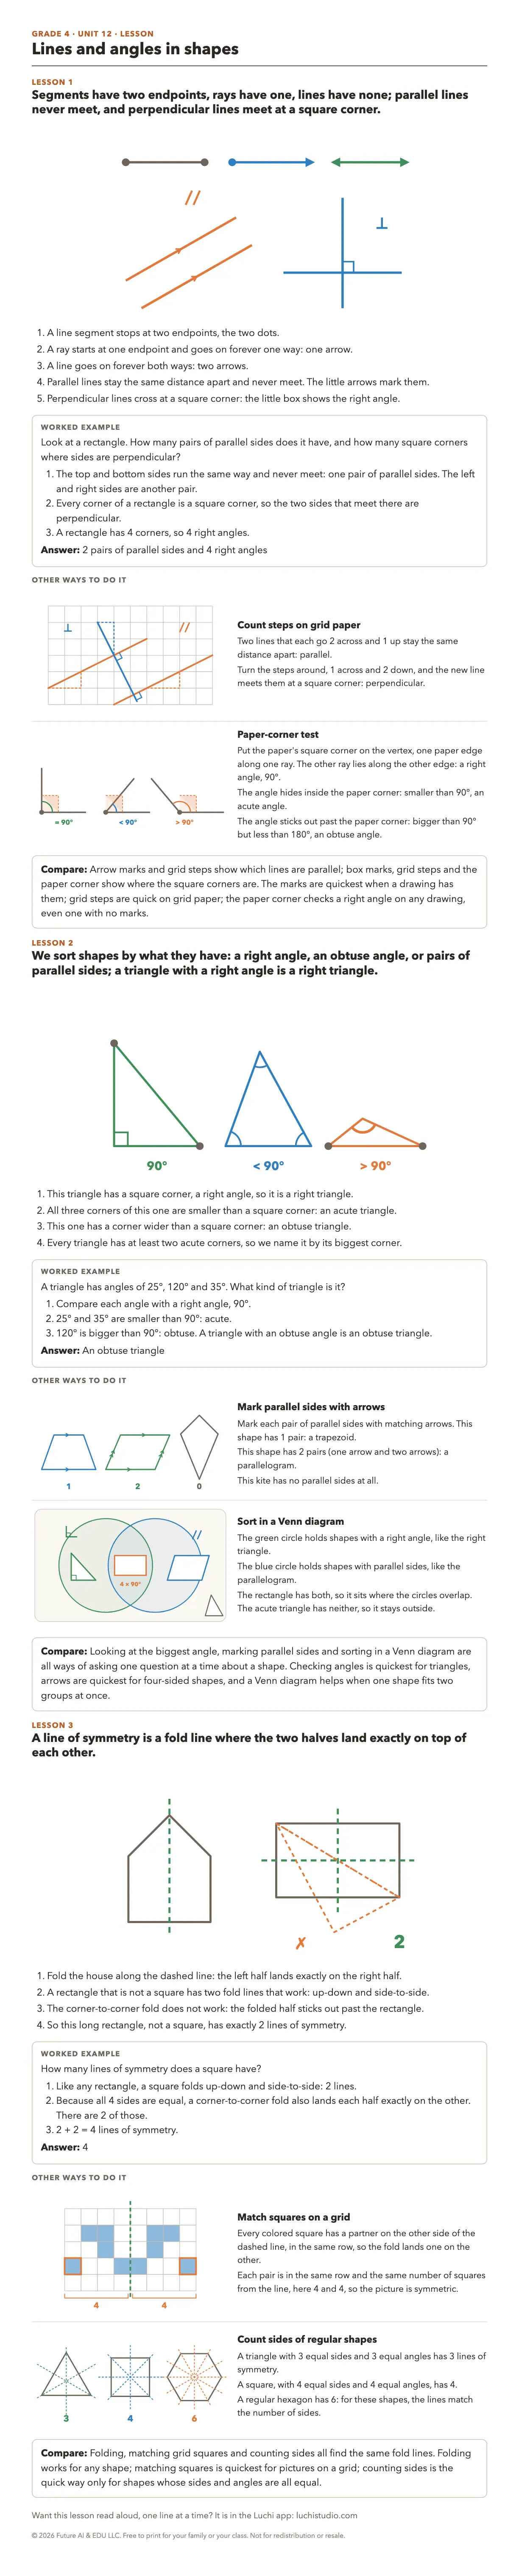 GRADE 4 · UNIT 12 · LESSON
Lines and angles in shapes
LESSON 1
Segments have two endpoints, rays have one, lines have none; parallel lines
never meet, and perpendicular lines meet at a square corner.
//
⊥
1. A line segment stops at two endpoints, the two dots.
2. A ray starts at one endpoint and goes on forever one way: one arrow.
3. A line goes on forever both ways: two arrows.
4. Parallel lines stay the same distance apart and never meet. The little arrows mark them.
5. Perpendicular lines cross at a square corner: the little box shows the right angle.
WORKED EXAMPLE
Look at a rectangle. How many pairs of parallel sides does it have, and how many square corners
where sides are perpendicular?
1. The top and bottom sides run the same way and never meet: one pair of parallel sides. The left
and right sides are another pair.
2. Every corner of a rectangle is a square corner, so the two sides that meet there are
perpendicular.
3. A rectangle has 4 corners, so 4 right angles.
Answer: 2 pairs of parallel sides and 4 right angles
OTHER WAYS TO DO IT
⊥
//
Count steps on grid paper
Two lines that each go 2 across and 1 up stay the same
distance apart: parallel.
Turn the steps around, 1 across and 2 down, and the new line
meets them at a square corner: perpendicular.
= 90°
< 90°
> 90°
Paper-corner test
Put the paper's square corner on the vertex, one paper edge
along one ray. The other ray lies along the other edge: a right
angle, 90°.
The angle hides inside the paper corner: smaller than 90°, an
acute angle.
The angle sticks out past the paper corner: bigger than 90°
but less than 180°, an obtuse angle.
Compare: Arrow marks and grid steps show which lines are parallel; box marks, grid steps and the
paper corner show where the square corners are. The marks are quickest when a drawing has
them; grid steps are quick on grid paper; the paper corner checks a right angle on any drawing,
even one with no marks.
LESSON 2
We sort shapes by what they have: a right angle, an obtuse angle, or pairs of
parallel sides; a triangle with a right angle is a right triangle.
90°
< 90°
> 90°
1. This triangle has a square corner, a right angle, so it is a right triangle.
2. All three corners of this one are smaller than a square corner: an acute triangle.
3. This one has a corner wider than a square corner: an obtuse triangle.
4. Every triangle has at least two acute corners, so we name it by its biggest corner.
WORKED EXAMPLE
A triangle has angles of 25°, 120° and 35°. What kind of triangle is it?
1. Compare each angle with a right angle, 90°.
2. 25° and 35° are smaller than 90°: acute.
3. 120° is bigger than 90°: obtuse. A triangle with an obtuse angle is an obtuse triangle.
Answer: An obtuse triangle
OTHER WAYS TO DO IT
1
2
0
Mark parallel sides with arrows
Mark each pair of parallel sides with matching arrows. This
shape has 1 pair: a trapezoid.
This shape has 2 pairs (one arrow and two arrows): a
parallelogram.
This kite has no parallel sides at all.
//
4 × 90°
Sort in a Venn diagram
The green circle holds shapes with a right angle, like the right
triangle.
The blue circle holds shapes with parallel sides, like the
parallelogram.
The rectangle has both, so it sits where the circles overlap.
The acute triangle has neither, so it stays outside.
Compare: Looking at the biggest angle, marking parallel sides and sorting in a Venn diagram are
all ways of asking one question at a time about a shape. Checking angles is quickest for triangles,
arrows are quickest for four-sided shapes, and a Venn diagram helps when one shape fits two
groups at once.
LESSON 3
A line of symmetry is a fold line where the two halves land exactly on top of
each other.
✗
2
1. Fold the house along the dashed line: the left half lands exactly on the right half.
2. A rectangle that is not a square has two fold lines that work: up-down and side-to-side.
3. The corner-to-corner fold does not work: the folded half sticks out past the rectangle.
4. So this long rectangle, not a square, has exactly 2 lines of symmetry.
WORKED EXAMPLE
How many lines of symmetry does a square have?
1. Like any rectangle, a square folds up-down and side-to-side: 2 lines.
2. Because all 4 sides are equal, a corner-to-corner fold also lands each half exactly on the other.
There are 2 of those.
3. 2 + 2 = 4 lines of symmetry.
Answer: 4
OTHER WAYS TO DO IT
4
4
Match squares on a grid
Every colored square has a partner on the other side of the
dashed line, in the same row, so the fold lands one on the
other.
Each pair is in the same row and the same number of squares
from the line, here 4 and 4, so the picture is symmetric.
3
4
6
Count sides of regular shapes
A triangle with 3 equal sides and 3 equal angles has 3 lines of
symmetry.
A square, with 4 equal sides and 4 equal angles, has 4.
A regular hexagon has 6: for these shapes, the lines match
the number of sides.
Compare: Folding, matching grid squares and counting sides all find the same fold lines. Folding
works for any shape; matching squares is quickest for pictures on a grid; counting sides is the
quick way only for shapes whose sides and angles are all equal.
Want this lesson read aloud, one line at a time? It is in the Luchi app: luchistudio.com
© 2026 Future AI & EDU LLC. Free to print for your family or your class. Not for redistribution or resale.